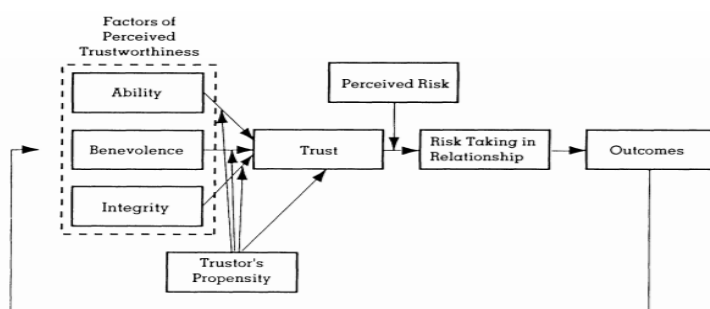 Factors of
Perceived
Trustworthiness
Ability
Benevolence
Integrity
Trustor's
Propensity
Trust
Perceived Risk
Risk Taking in
Relationship
Outcomes